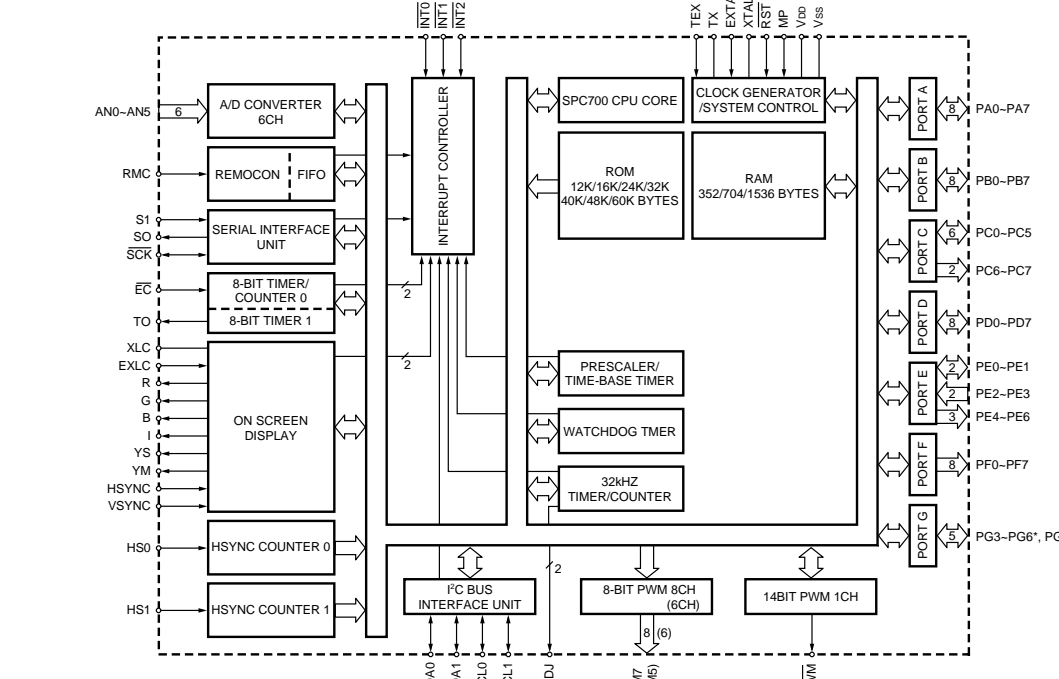 INT0
INT1
INT2
TEX
TX
RST
MP
VDD
VSS
AN0~AN5
6
A/D CONVERTER
6CH
RMC
REMOCON
FIFO
S1
SO
SCK
SERIAL INTERFACE
UNIT
EC
TO
8-BIT TIMER/
COUNTER 0
8-BIT TIMER 1
2
XLC
EXLC
R
G
B
I
YS
YM
HSYNC
VSYNC
ON SCREEN
DISPLAY
2
HS0
HSYNC COUNTER 0
HS1
HSYNC COUNTER 1
INTERRUPT CONTROLLER
SPC700 CPU CORE
CLOCK GENERATOR
/SYSTEM CONTROL
ROM
12K/16K/24K/32K
40K/48K/60K BYTES
RAM
352/704/1536 BYTES
PRESCALER/
TIME-BASE TIMER
WATCHDOG TMER
32kHZ
TIMER/COUNTER
I²C BUS
INTERFACE UNIT
2
8-BIT PWM 8CH
(6CH)
8 (6)
14BIT PWM 1CH
PORT A
8
PA0~PA7
PORT B
8
PB0~PB7
PORT C
6
PC0~PC5
2
PC6~PC7
PORT D
8
PD0~PD7
PORT E
2
PE0~PE1
2
PE2~PE3
3
PE4~PE6
PORT F
8
PF0~PF7
PORT G
5
PG3~PG6*,